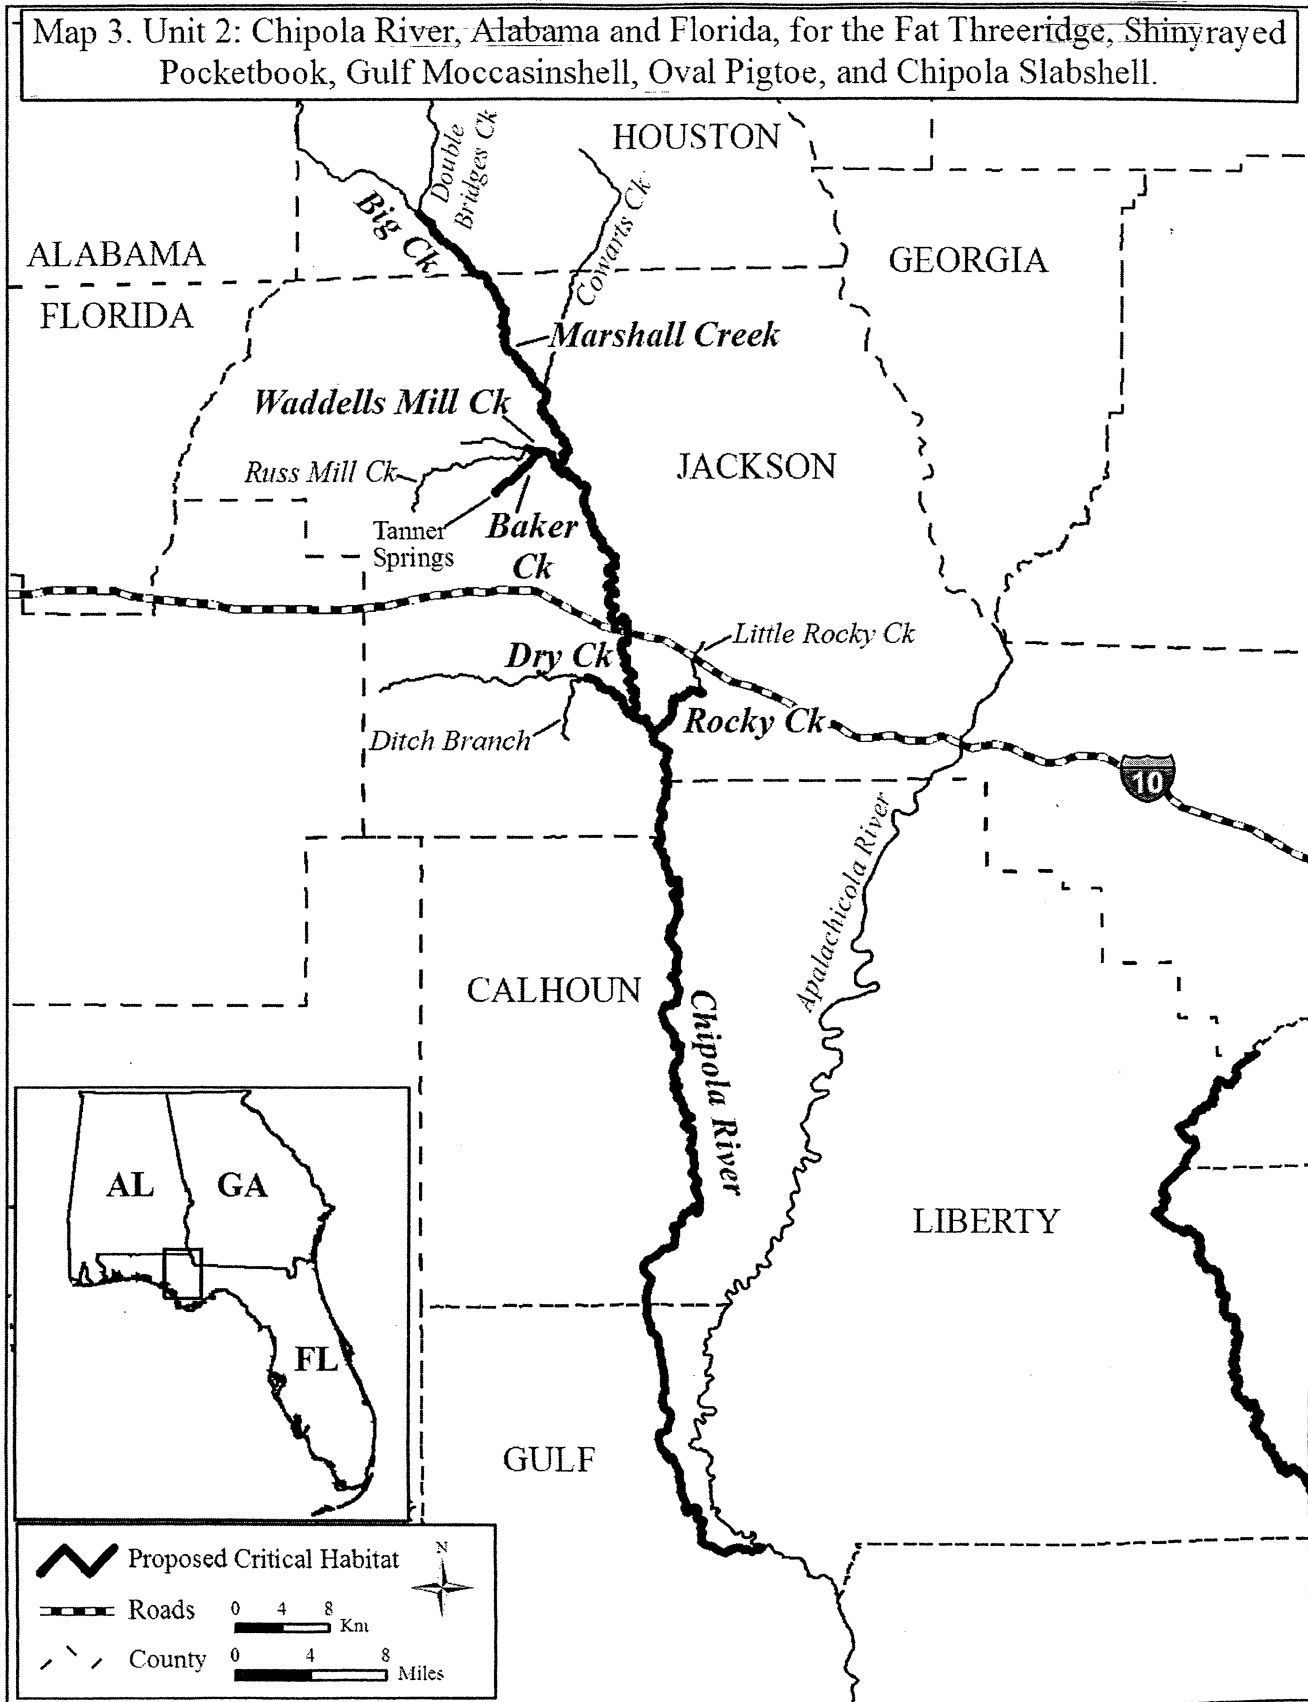 Map 3. Unit 2: Chipola River, Alabama and Florida, for the Fat Threeridge, Shinyrayed
Pocketbook, Gulf Moccasinshell, Oval Pigtoe, and Chipola Slabshell.
HOUSTON
Double
Bridges Ck
Big Ck
Cowarts Ck
ALABAMA
GEORGIA
FLORIDA
Marshall Creek
Waddells Mill Ck
Russ Mill Ck
JACKSON
Tanner
Springs
Baker
Ck
Little Rocky Ck
Dry Ck
Rocky Ck
Ditch Branch
10
Apalachicola River
CALHOUN
Chipola River
AL
GA
LIBERTY
FL
GULF
Proposed Critical Habitat
N
Roads
0 4 8
Km
County
0 4 8
Miles